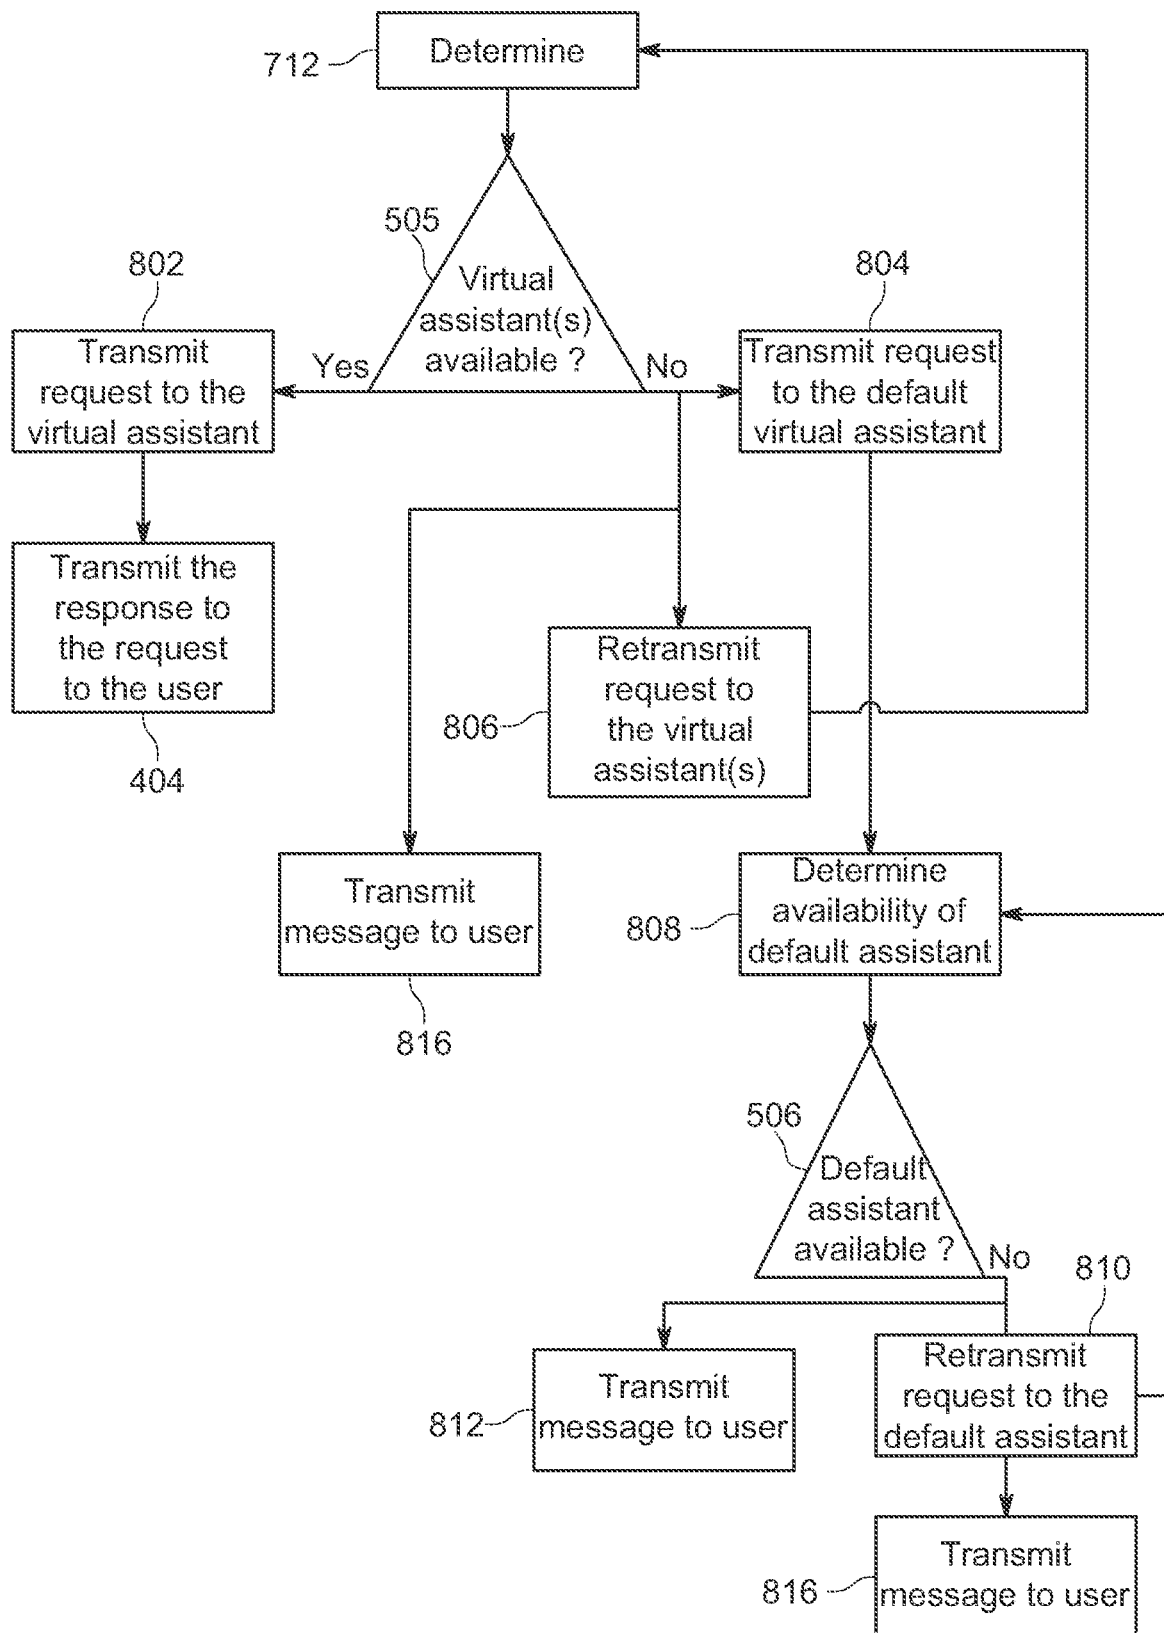 712
Determine
505
Virtual
assistant(s)
available ?
Yes
No
802
Transmit
request to the
virtual assistant
804
Transmit request
to the default
virtual assistant
Transmit the
response to
the request
to the user
404
806
Retransmit
request to
the virtual
assistant(s)
Transmit
message to user
816
808
Determine
availability of
default assistant
506
Default
assistant
available ?
No
810
812
Transmit
message to user
Retransmit
request to the
default assistant
816
Transmit
message to user